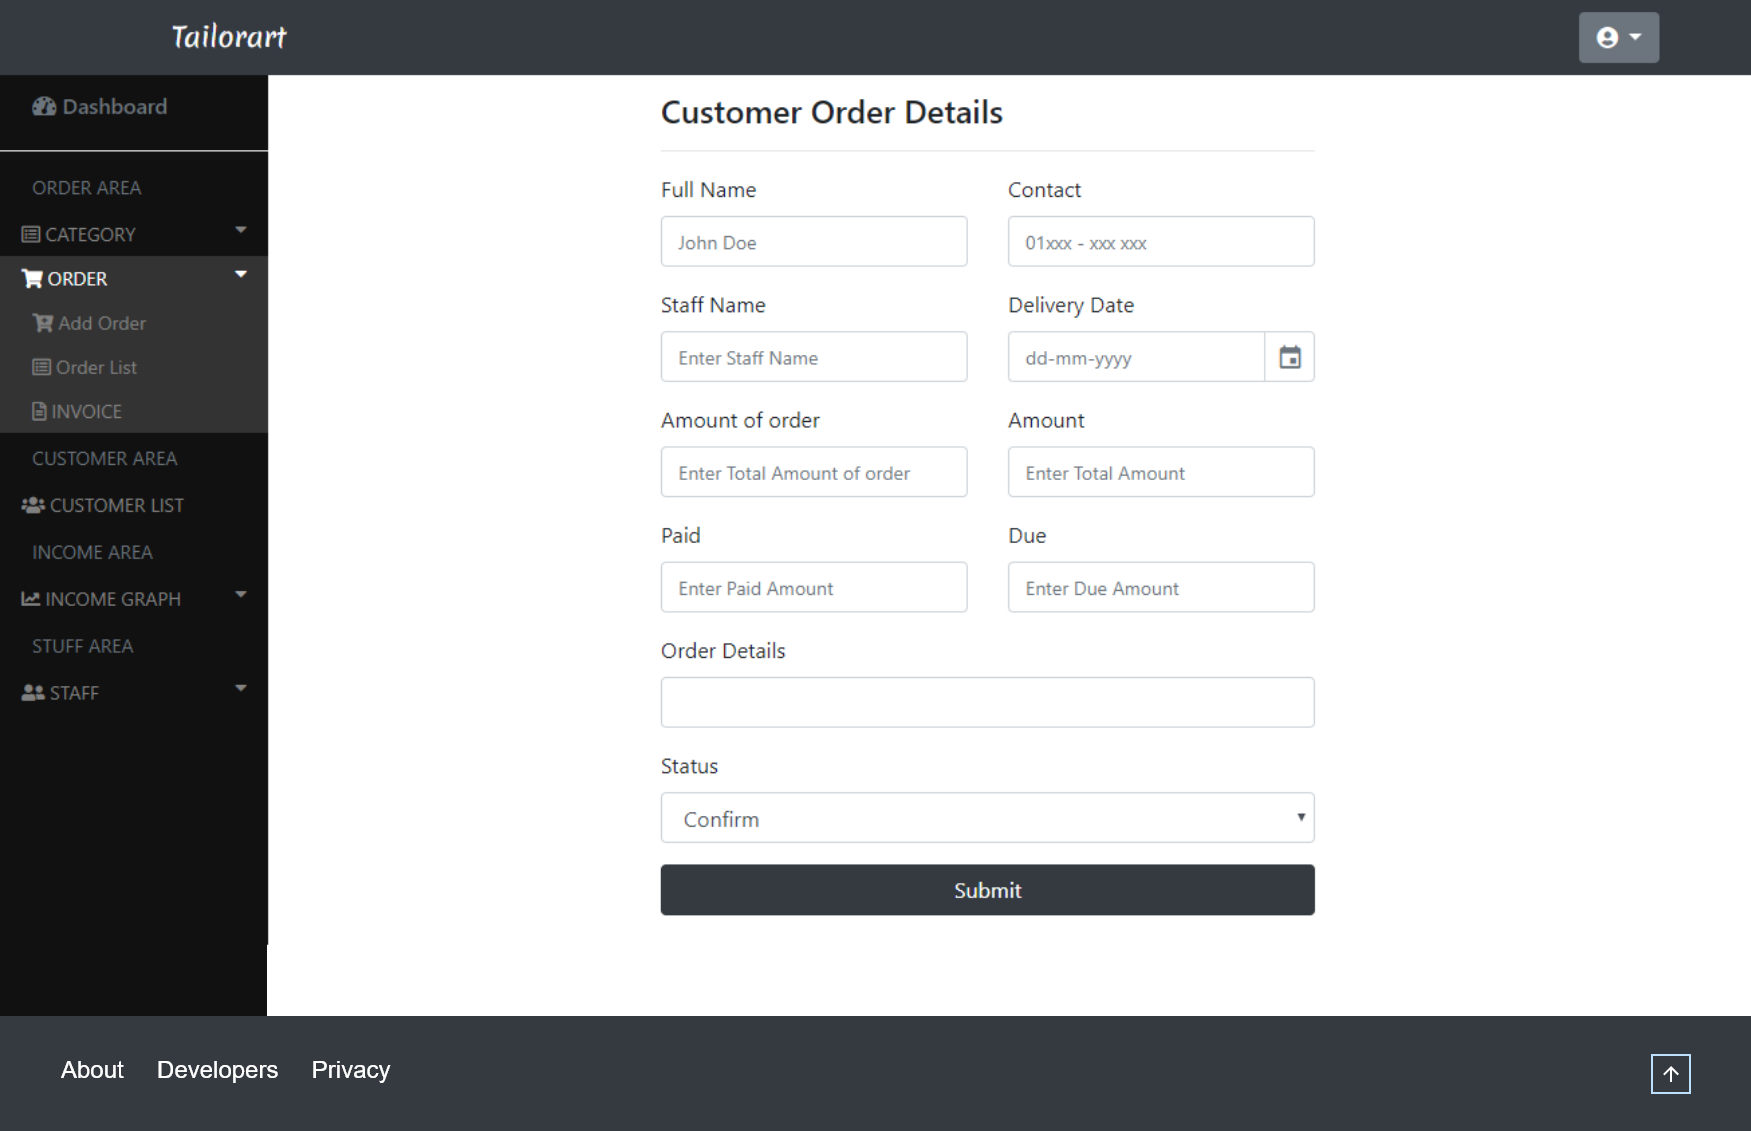 Tailorart
Dashboard
ORDER AREA
CATEGORY
ORDER
Add Order
Order List
INVOICE
CUSTOMER AREA
CUSTOMER LIST
INCOME AREA
INCOME GRAPH
STUFF AREA
STAFF
Customer Order Details
Full Name
Contact
John Doe
01xxx - xxx xxx
Staff Name
Delivery Date
Enter Staff Name
dd-mm-yyyy
Amount of order
Amount
Enter Total Amount of order
Enter Total Amount
Paid
Due
Enter Paid Amount
Enter Due Amount
Order Details
Status
Confirm
Submit
About
Developers
Privacy